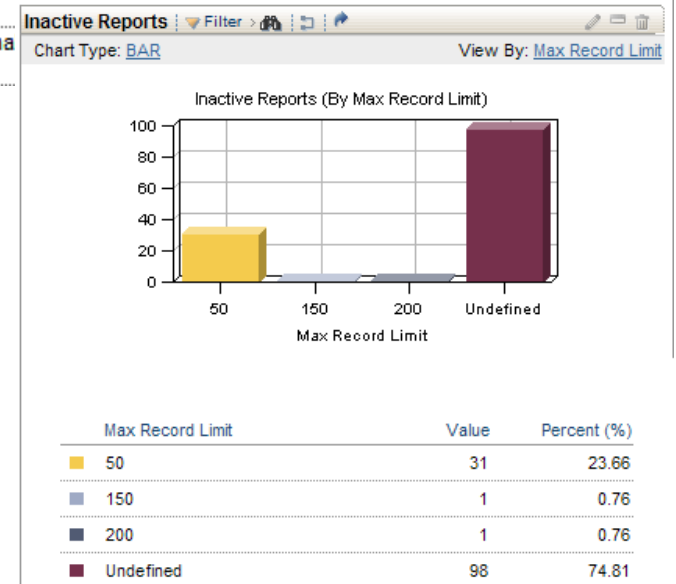 Inactive Reports Filter
a
Chart Type: BAR View By: Max Record Limit
Inactive Reports (By Max Record Limit)
100
80
60
40
20
0
50 150 200 Undefined
Max Record Limit
Max Record Limit Value Percent (%)
50 31 23.66
150 1 0.76
200 1 0.76
Undefined 98 74.81